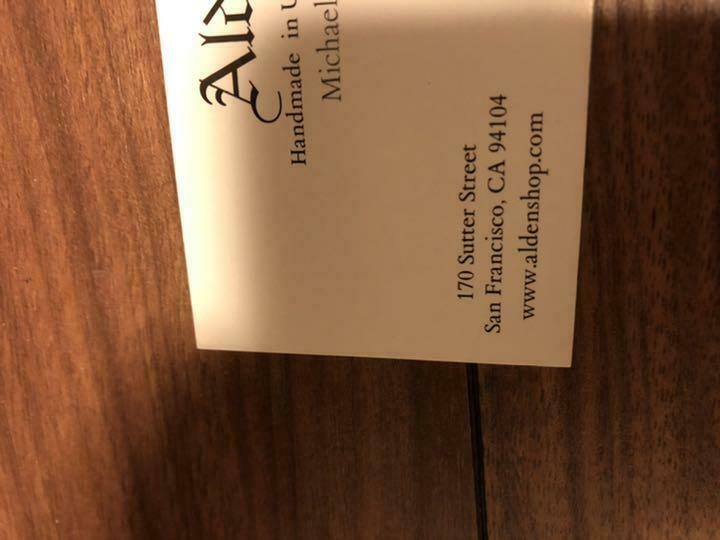 Handmade in
Michael
170 Sutter Street
San Francisco, CA 94104
www.aldenshop.com